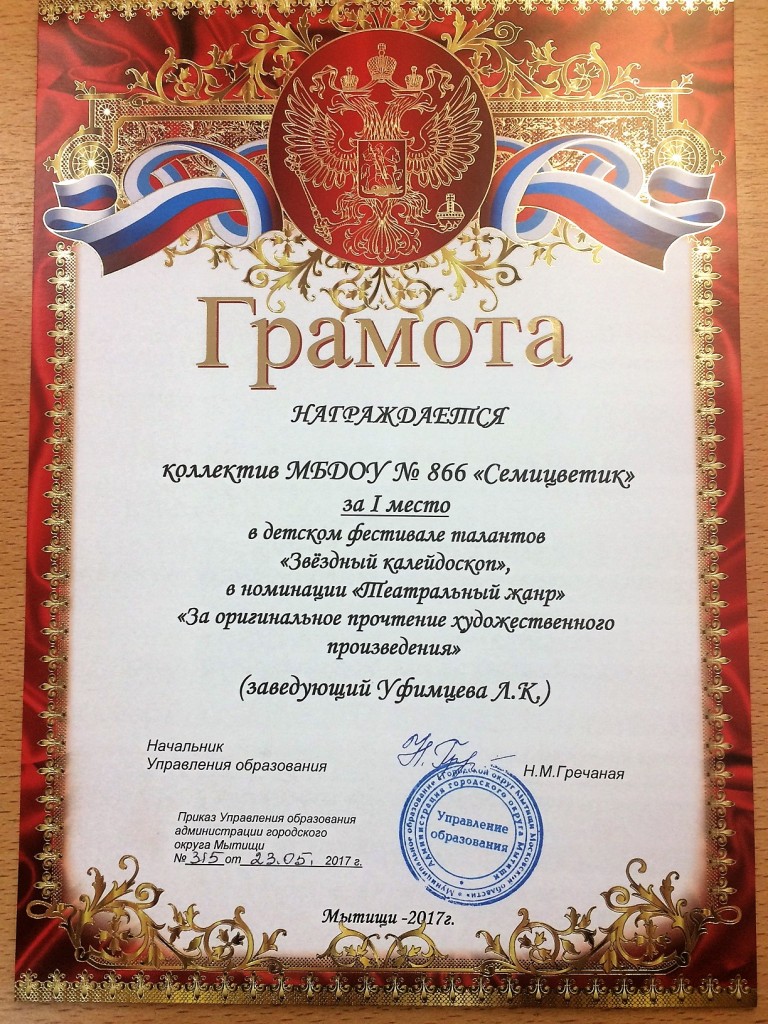 Грамота
НАГРАЖДАЕТСЯ
коллектив МБДОУ № 866 «Семицветик»
за I место
в детском фестивале талантов
«Звёздный калейдоскоп»,
в номинации «Театральный жанр»
«За оригинальное прочтение художественного
произведения»
(заведующий Уфимцева Л.К.)
Начальник
Управления образования
Н.М.Гречаная
Управление
образования
Приказ Управления образования
администрации городского
округа Мытищи
№ 315 от 23.05. 2017 г.
Мытищи -2017г.